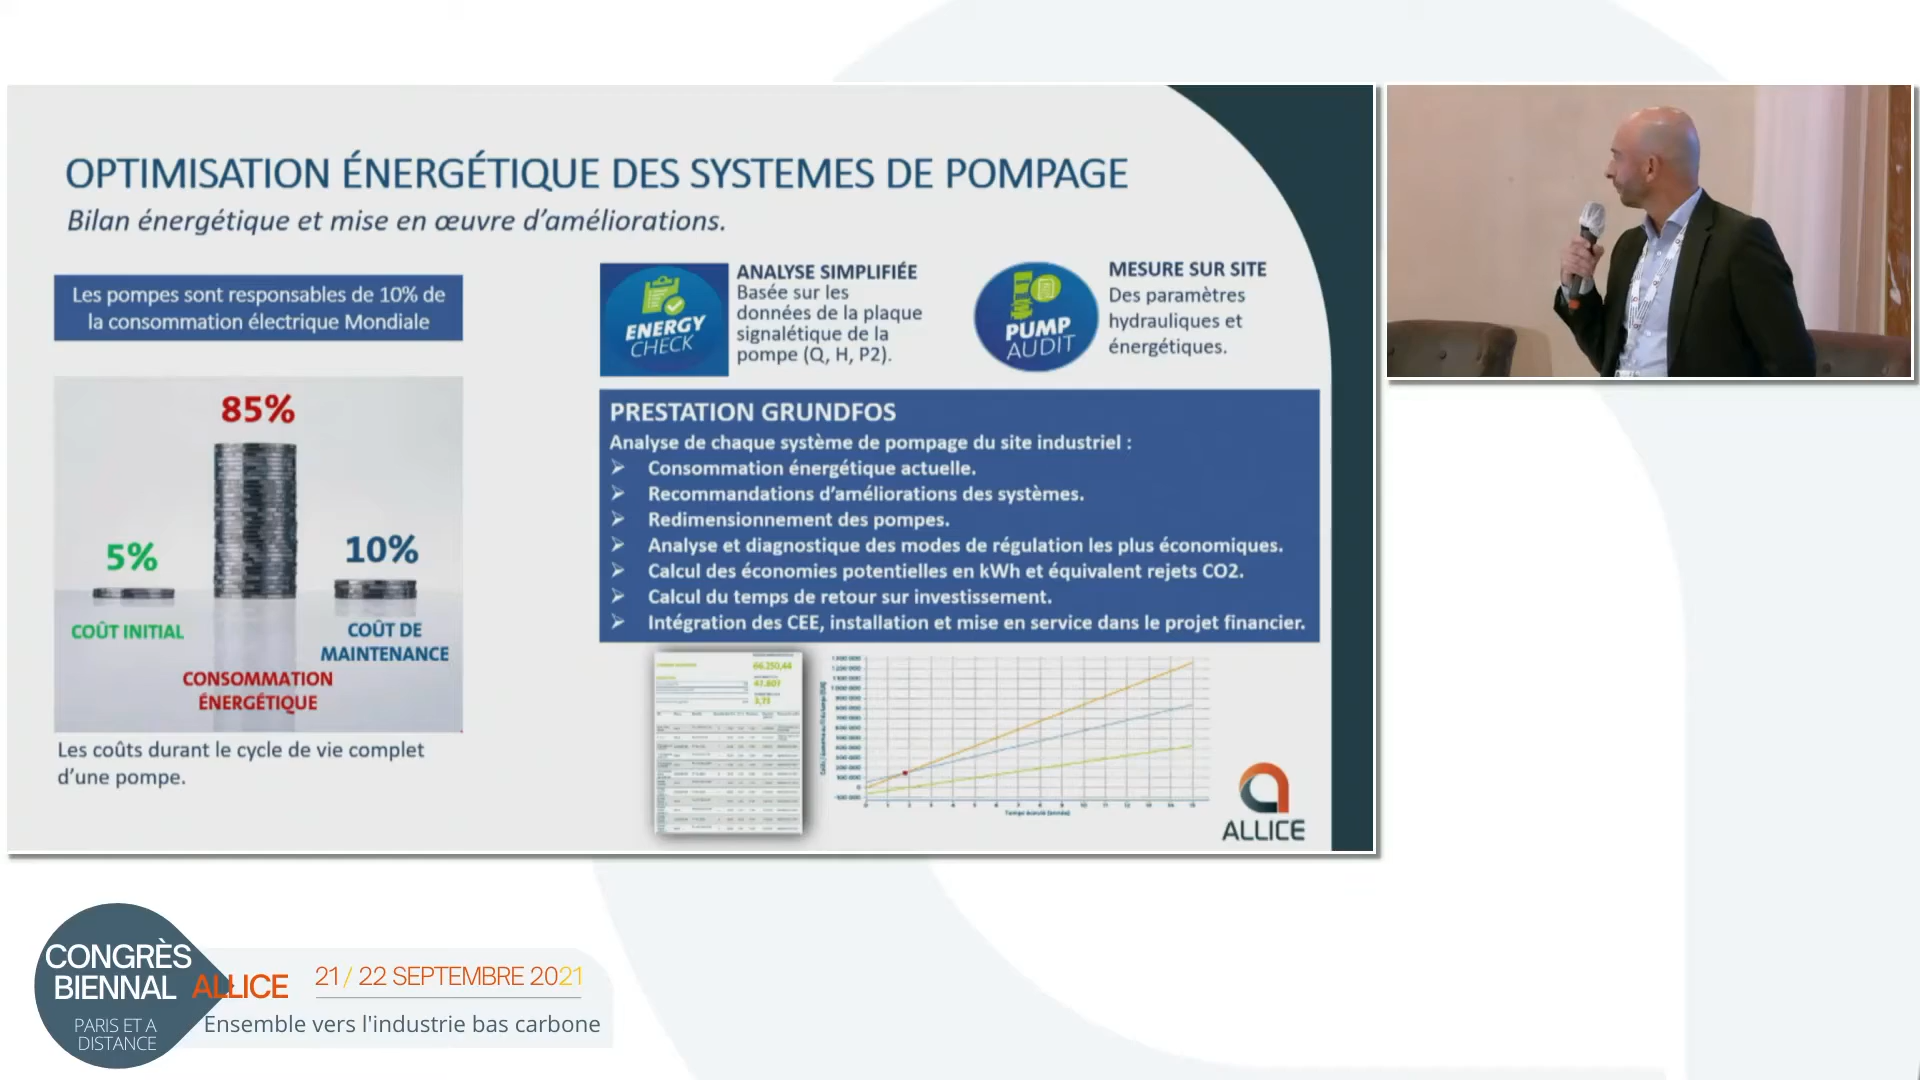 OPTIMISATION ÉNERGÉTIQUE DES SYSTEMES DE POMPAGE
Bilan énergétique et mise en œuvre d'améliorations.
Les pompes sont responsables de 10% de
la consommation électrique Mondiale
85%
5%
10%
COÛT INITIAL
COÛT DE
MAINTENANCE
CONSOMMATION
ÉNERGÉTIQUE
Les coûts durant le cycle de vie complet
d'une pompe.
ENERGY
CHECK
ANALYSE SIMPLIFIÉE
Basée sur les
données de la plaque
signalétique de la
pompe (Q, H, P2).
PUMP
AUDIT
MESURE SUR SITE
Des paramètres
hydrauliques et
énergétiques.
PRESTATION GRUNDFOS
Analyse de chaque système de pompage du site industriel :
Consommation énergétique actuelle.
Recommandations d'améliorations des systèmes.
Redimensionnement des pompes.
Analyse et diagnostique des modes de régulation les plus économiques.
Calcul des économies potentielles en kWh et équivalent rejets CO2.
Calcul du temps de retour sur investissement.
Intégration des CEE, installation et mise en service dans le projet financier.
66.250,44
ALLICE
CONGRÈS
BIENNAL ALLICE
PARIS ET A
DISTANCE
21/ 22 SEPTEMBRE 2021
Ensemble vers l'industrie bas carbone